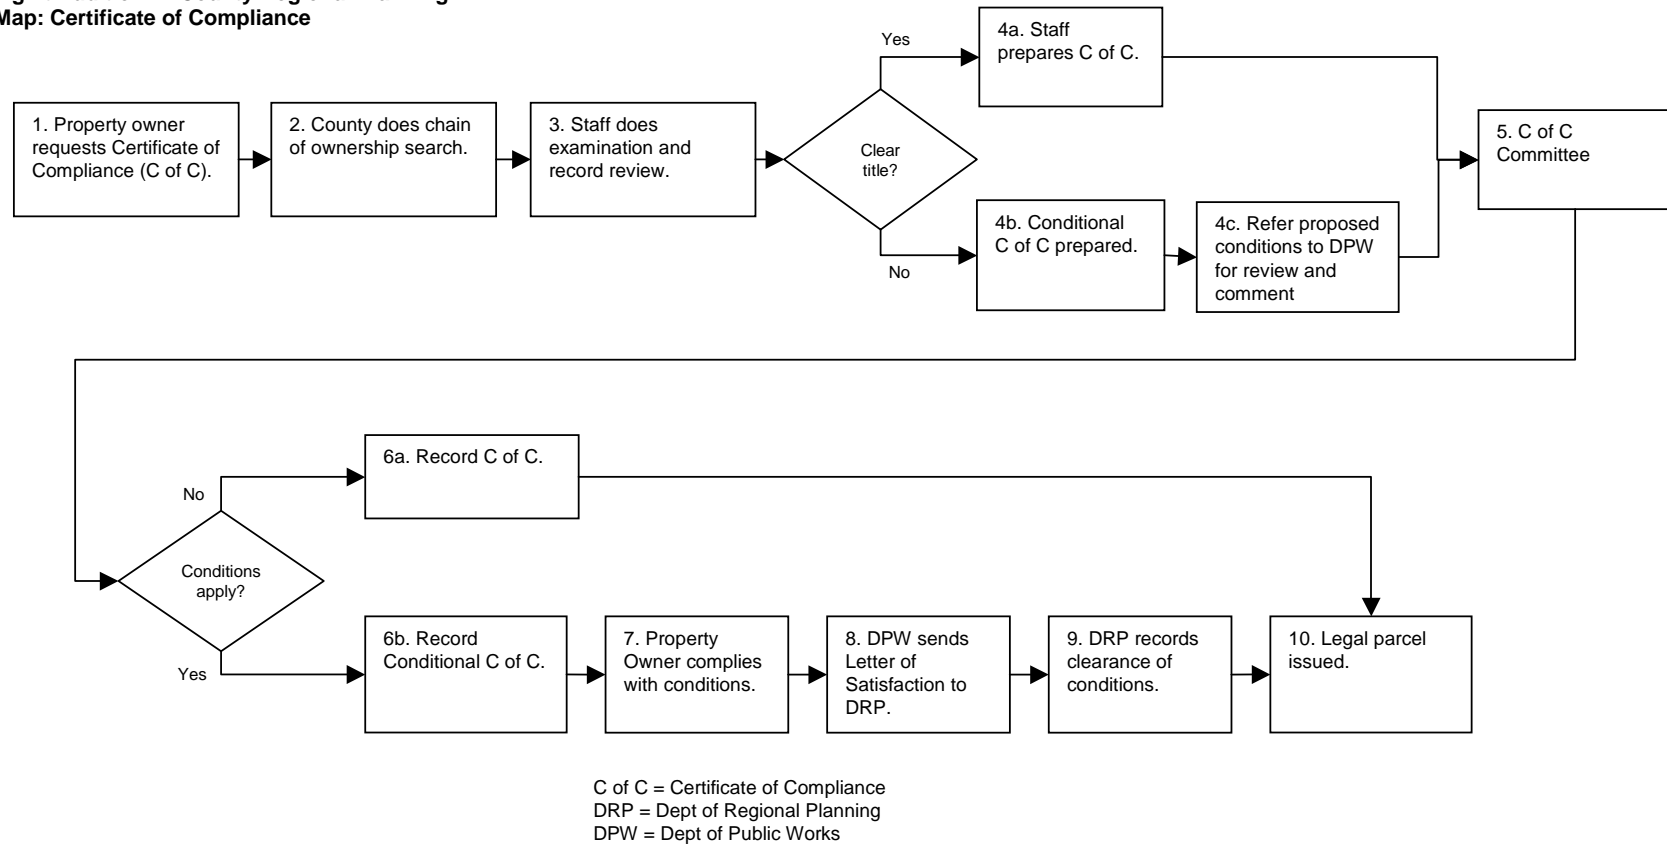 Map: Certificate of Compliance
1. Property owner
requests Certificate of
Compliance (C of C).
2. County does chain
of ownership search.
3. Staff does
examination and
record review.
Clear
title?
Yes
4a. Staff
prepares C of C.
No
4b. Conditional
C of C prepared.
4c. Refer proposed
conditions to DPW
for review and
comment
5. C of C
Committee
Conditions
apply?
No
6a. Record C of C.
Yes
6b. Record
Conditional C of C.
7. Property
Owner complies
with conditions.
8. DPW sends
Letter of
Satisfaction to
DRP.
9. DRP records
clearance of
conditions.
10. Legal parcel
issued.
C of C = Certificate of Compliance
DRP = Dept of Regional Planning
DPW = Dept of Public Works